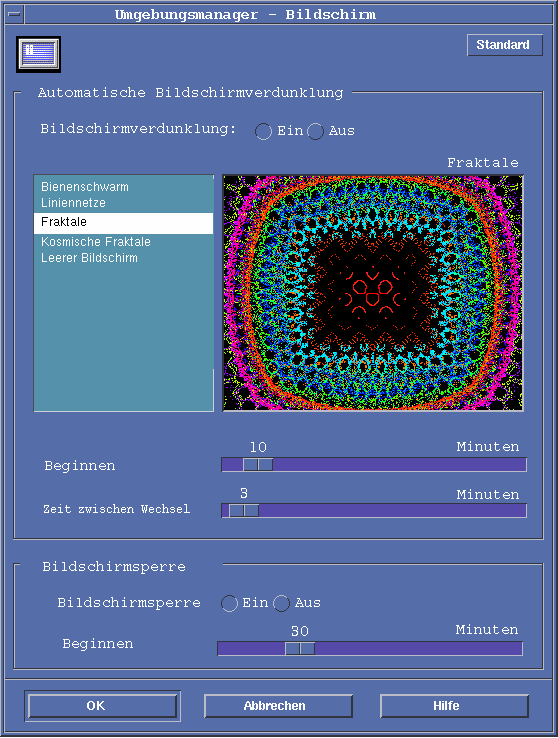 Umgebungsmanager - Bildschirm
Standard
Automatische Bildschirmverdunklung
Bildschirmverdunklung: Ein Aus
Fraktale
Bienenschwarm
Liniennetze
Fraktale
Kosmische Fraktale
Leerer Bildschirm
10 Minuten
Beginnen
3 Minuten
Zeit zwischen Wechsel
Bildschirmsperre
Bildschirmsperre Ein Aus
30 Minuten
Beginnen
OK Abbrechen Hilfe